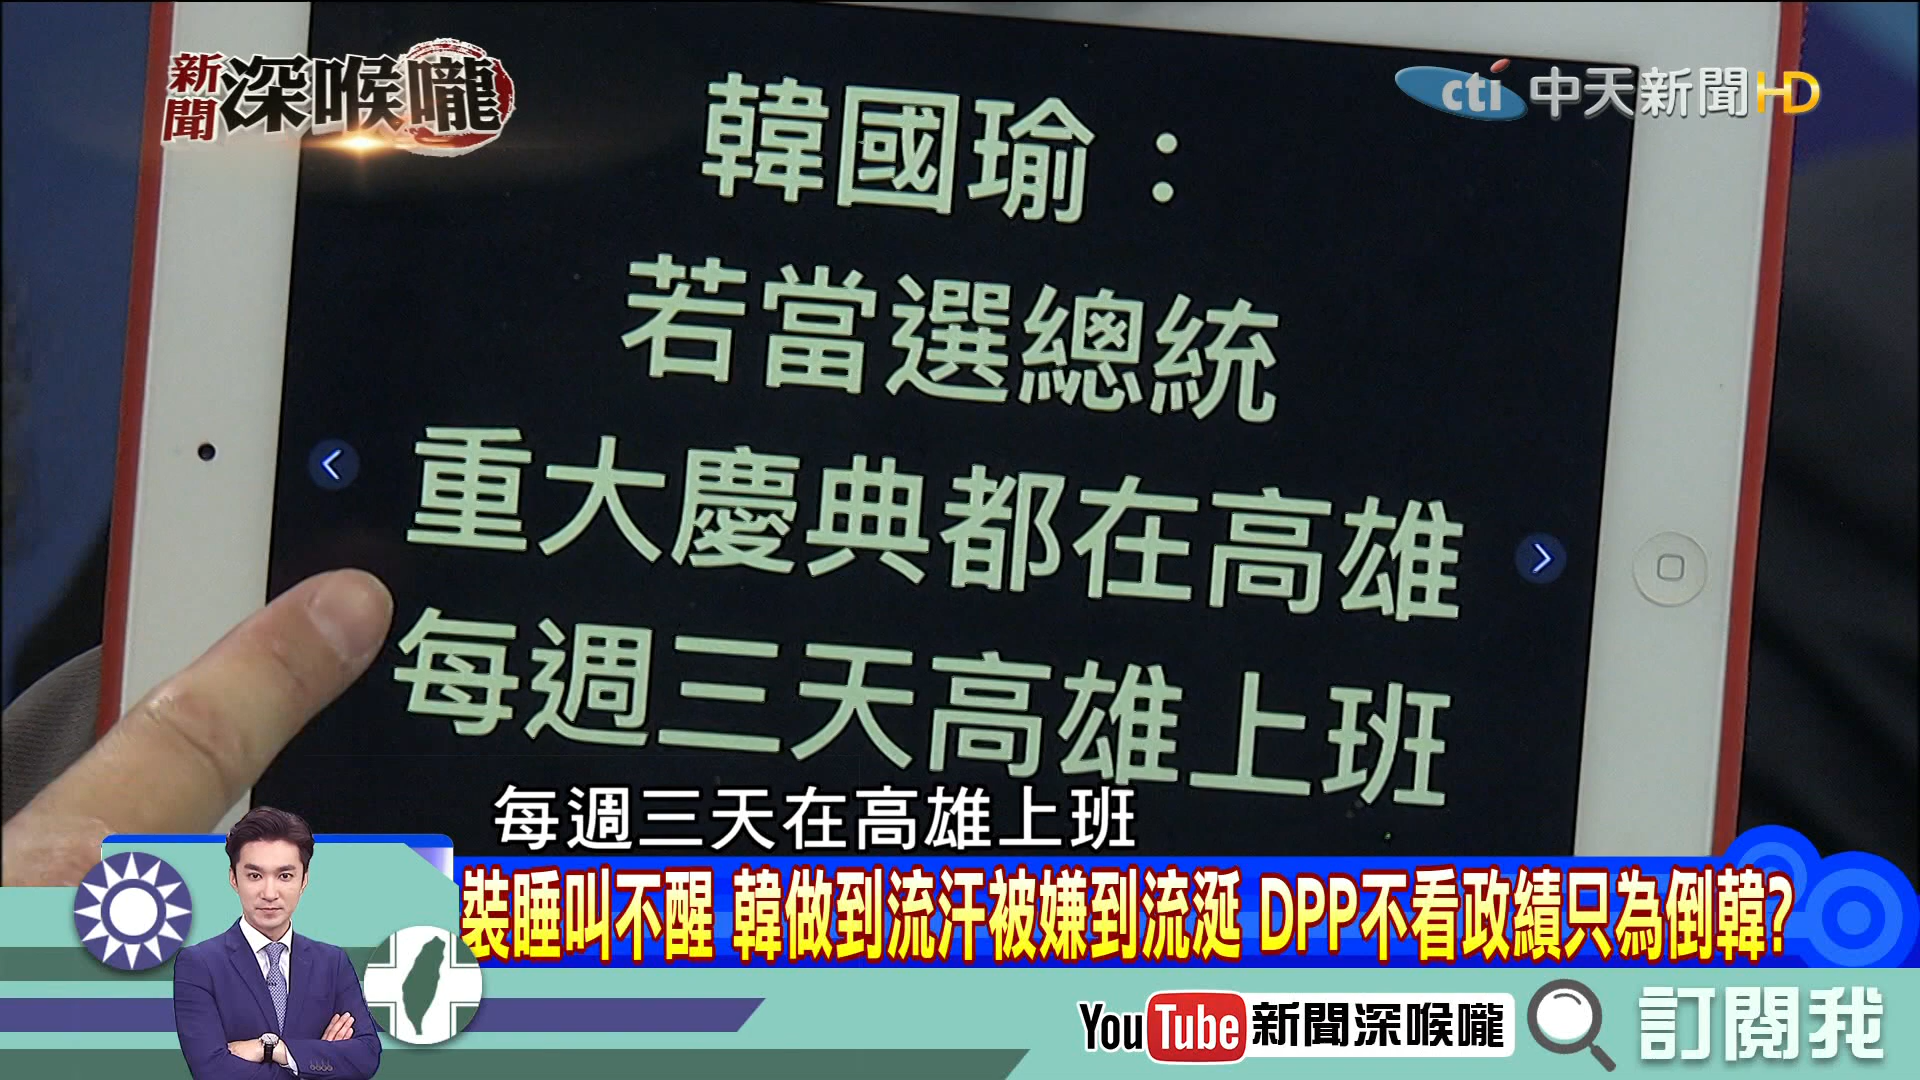 新聞深喉嚨
cti 中天新聞HD
韓國瑜：
若當選總統
重大慶典都在高雄
每週三天高雄上班
每週三天在高雄上班
裝睡叫不醒 韓做到流汗被嫌到流涎 DPP不看政績只為倒韓?
YouTube 新聞深喉嚨 訂閱我